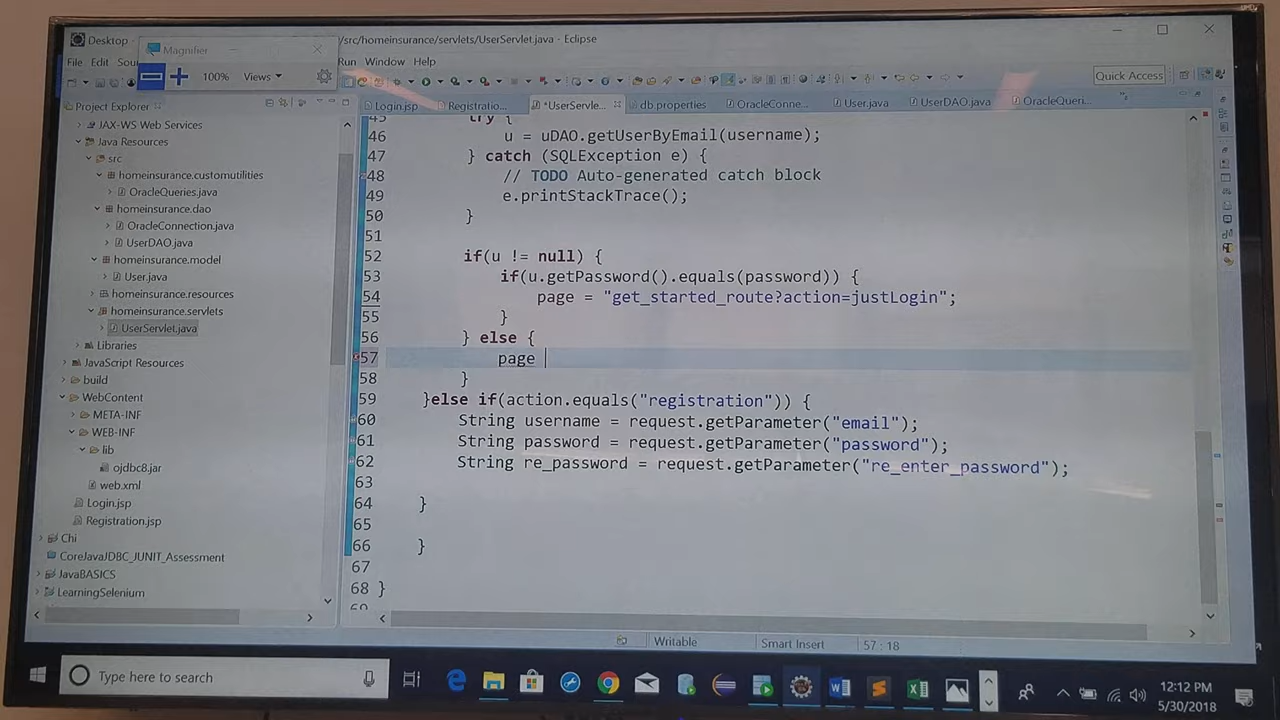 Desktop
/src/homeinsurance/servlets/UserServlet.java - Eclipse
Magnifier
File Edit Sou
Run Window Help
100% Views
Quick Access
Project Explorer
Login.jsp
Registratio...
*UserServle...
db.properties
OracleConne...
User.java
UserDAO.java
OracleQueri...
JAX-WS Web Services
Java Resources
src
homeinsurance.customutilities
OracleQueries.java
homeinsurance.dao
OracleConnection.java
UserDAO.java
homeinsurance.model
User.java
homeinsurance.resources
homeinsurance.servlets
UserServlet.java
Libraries
JavaScript Resources
build
WebContent
META-INF
WEB-INF
lib
ojdbc8.jar
web.xml
Login.jsp
Registration.jsp
Chi
CoreJavaJDBC_JUNIT_Assessment
JavaBASICS
LearningSelenium
45 try {
46 u = uDAO.getUserByEmail(username);
47 } catch (SQLException e) {
48 // TODO Auto-generated catch block
49 e.printStackTrace();
50 }
51
52 if(u != null) {
53 if(u.getPassword().equals(password)) {
54 page = "get_started_route?action=justLogin";
55 }
56 } else {
57 page
58 }
59 }else if(action.equals("registration")) {
60 String username = request.getParameter("email");
61 String password = request.getParameter("password");
62 String re_password = request.getParameter("re_enter_password");
63
64 }
65
66 }
67
68 }
69
Writable
Smart Insert
57 : 18
Type here to search
12:12 PM
5/30/2018